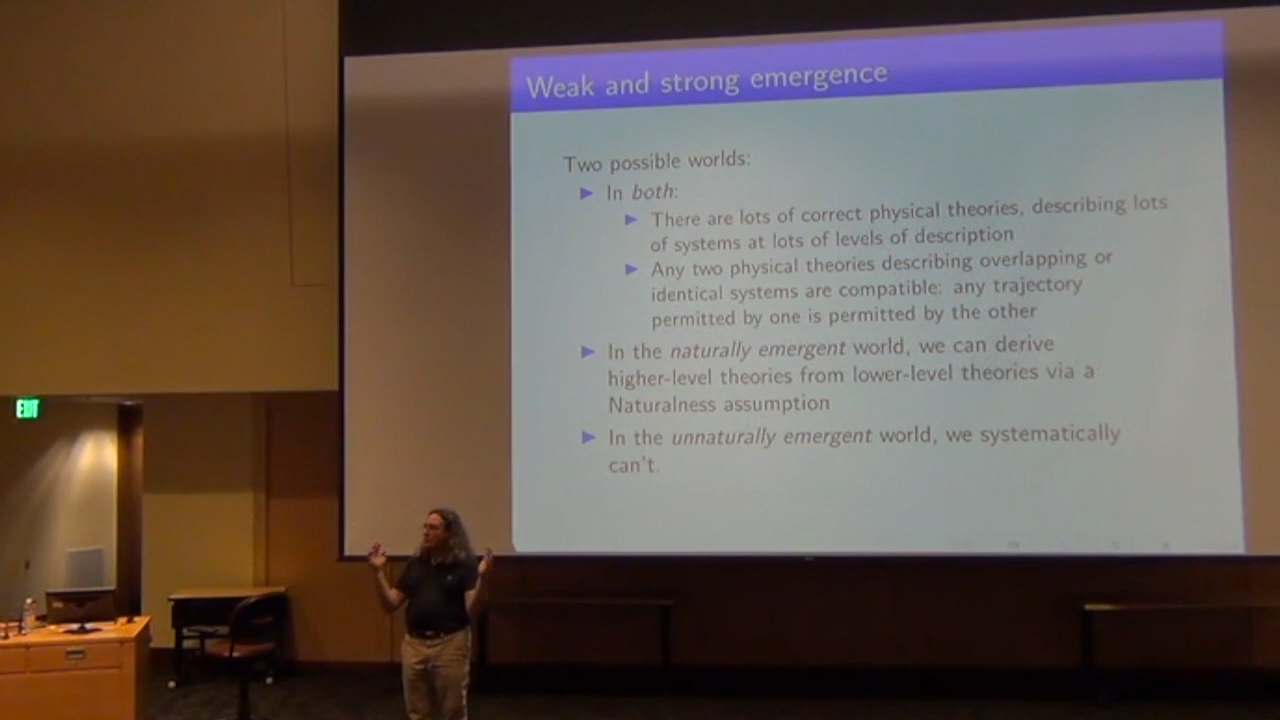 Weak and strong emergence
Two possible worlds:
In both:
There are lots of correct physical theories, describing lots
of systems at lots of levels of description
Any two physical theories describing overlapping or
identical systems are compatible: any trajectory
permitted by one is permitted by the other
In the naturally emergent world, we can derive
higher-level theories from lower-level theories via a
Naturalness assumption
In the unnaturally emergent world, we systematically
can't.
EXIT